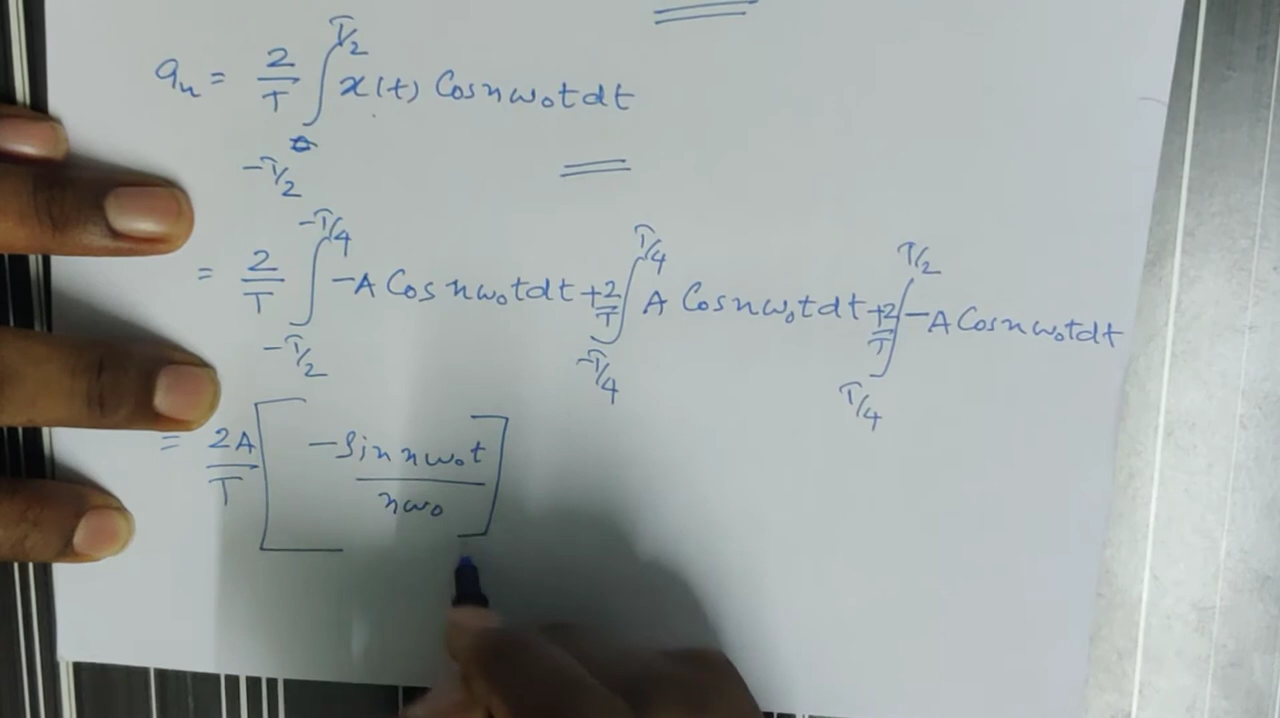 aₙ = 2/T ∫_{-T/2}^{T/2} x(t) Cos nω₀t dt
= 2/T ∫_{-T/2}^{-T/4} -A Cos nω₀t dt + 2/T ∫_{-T/4}^{T/4} A Cos nω₀t dt + 2/T ∫_{T/4}^{T/2} -A Cos nω₀t dt
= 2A/T [ -Sin nω₀t / nω₀ ]